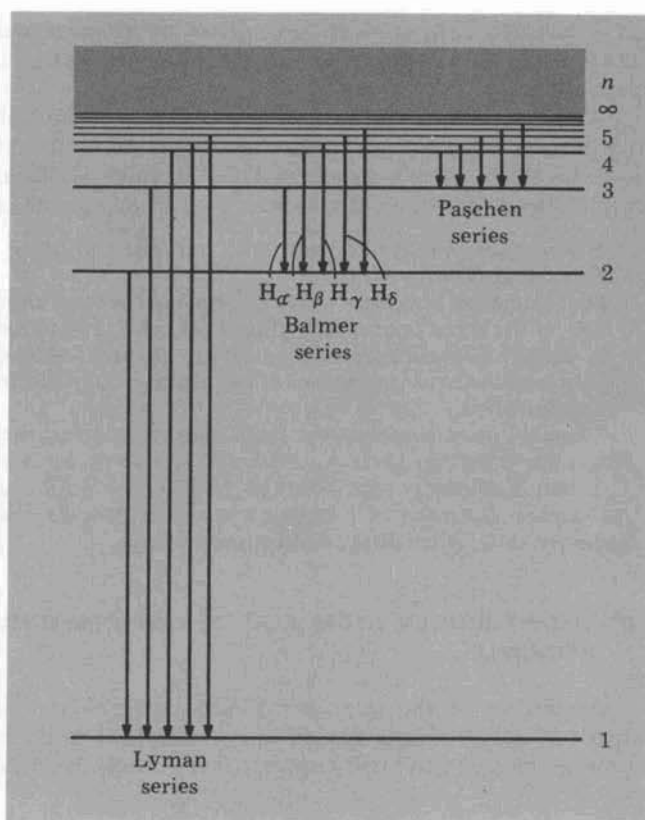 n
∞
5
4
3
Paschen
series
2
Hα Hβ Hγ Hδ
Balmer
series
1
Lyman
series